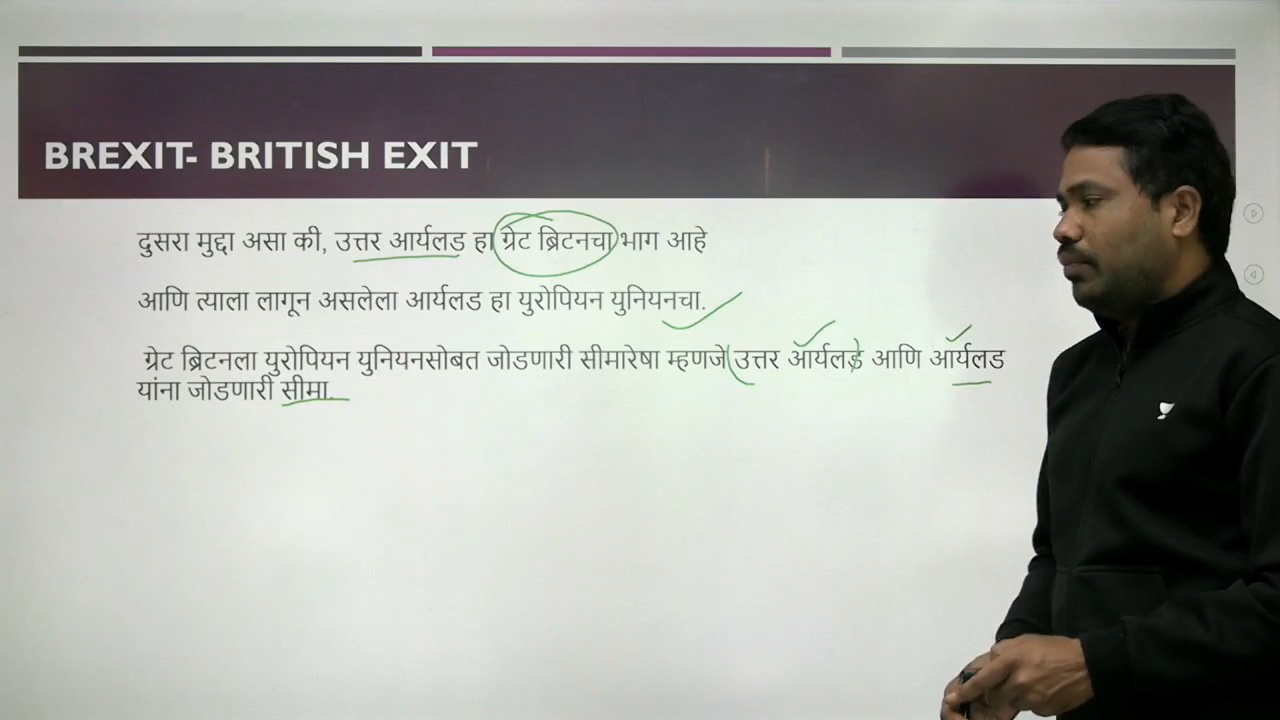 BREXIT- BRITISH EXIT
दुसरा मुद्दा असा की, उत्तर आर्यलड हा ग्रेट ब्रिटनचा भाग आहे
आणि त्याला लागून असलेला आर्यलड हा युरोपियन युनियनचा.
ग्रेट ब्रिटनला युरोपियन युनियनसोबत जोडणारी सीमारेषा म्हणजे उत्तर आर्यलड आणि आर्यलड
यांना जोडणारी सीमा.